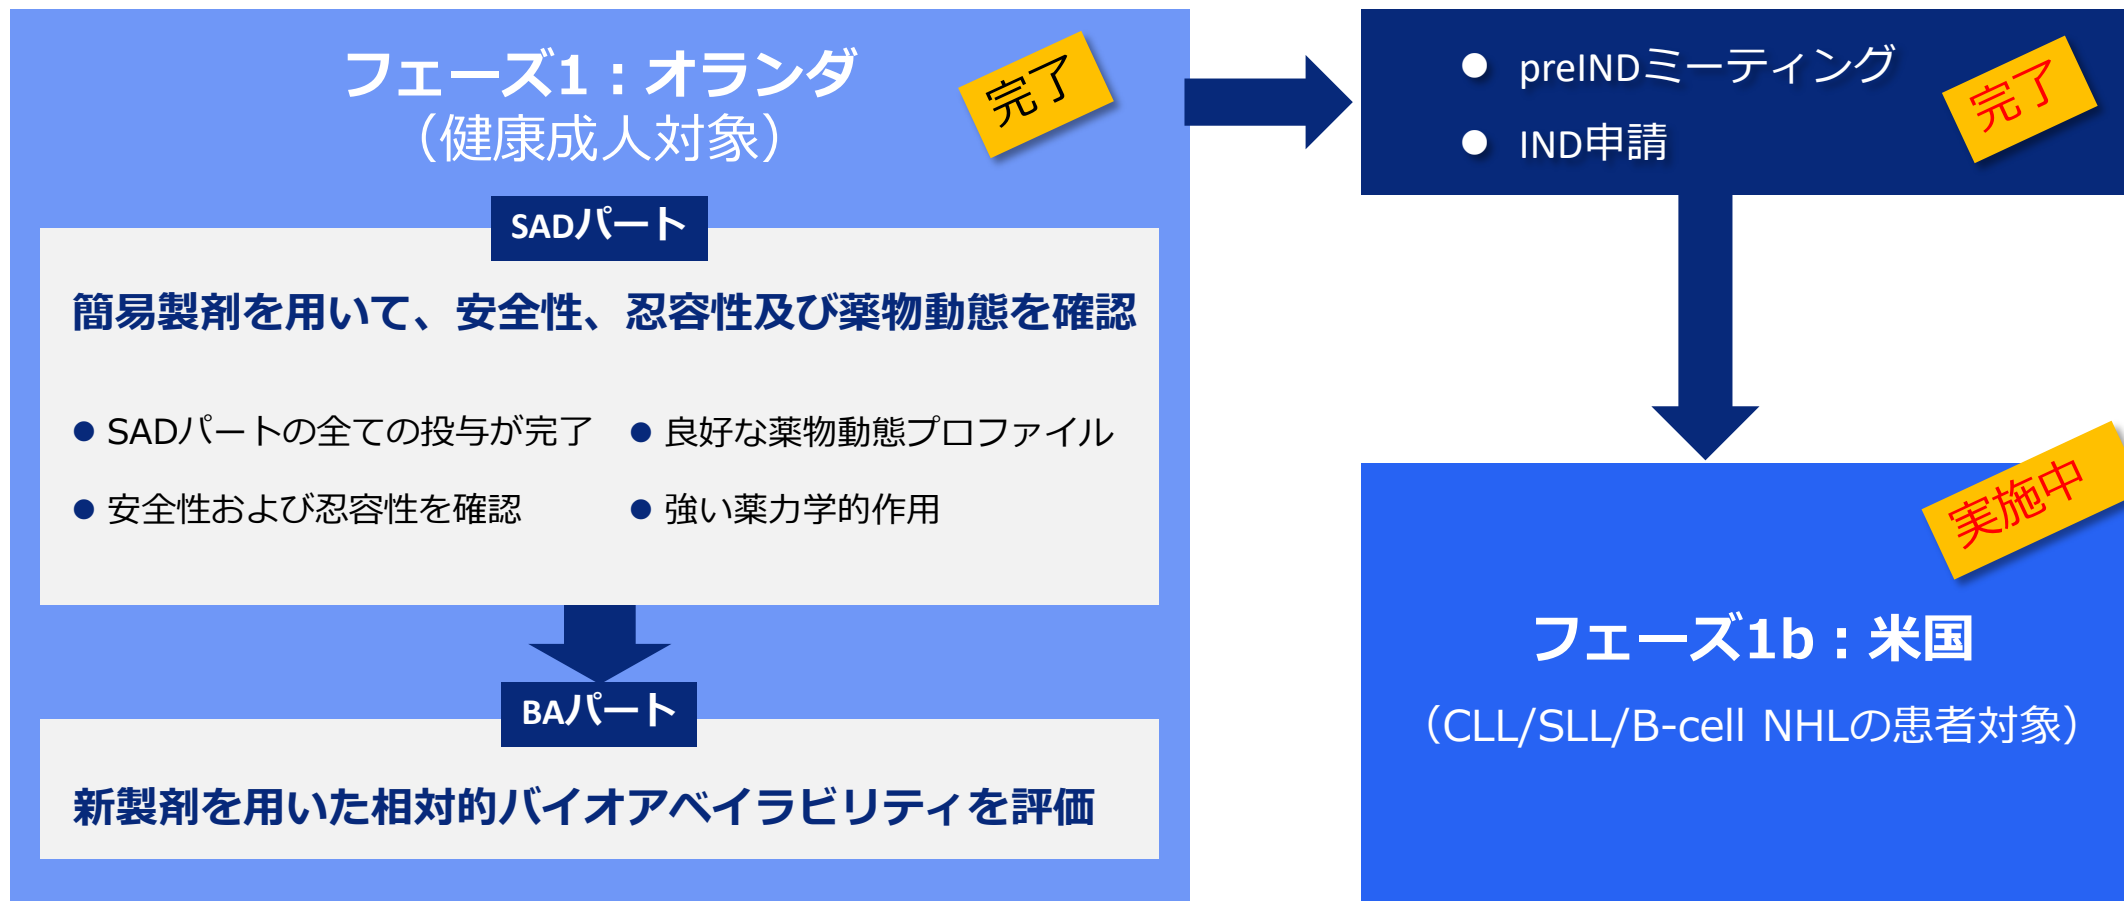 フェーズ1：オランダ
（健康成人対象）
完了
SADパート
簡易製剤を用いて、安全性、忍容性及び薬物動態を確認
● SADパートの全ての投与が完了
● 良好な薬物動態プロファイル
● 安全性および忍容性を確認
● 強い薬力学的作用
BAパート
新製剤を用いた相対的バイオアベイラビリティを評価
● preINDミーティング
● IND申請
完了
実施中
フェーズ1b：米国
（CLL/SLL/B-cell NHLの患者対象）